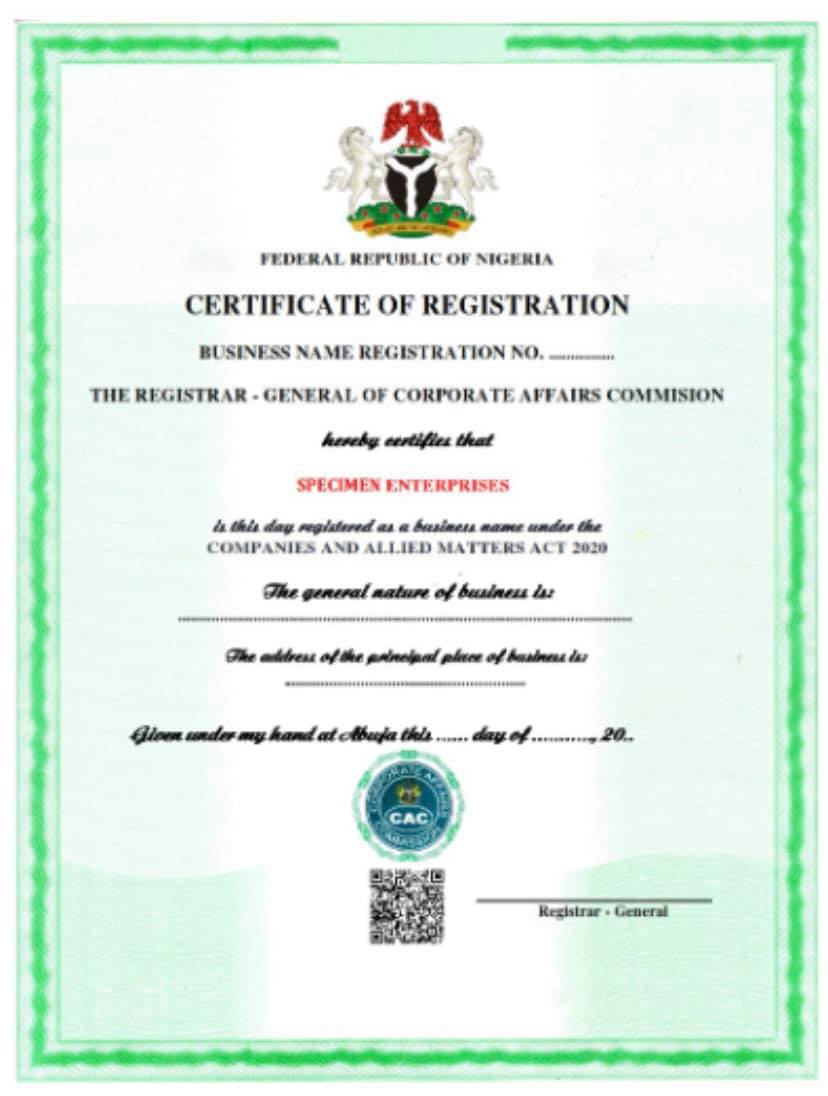 FEDERAL REPUBLIC OF NIGERIA
CERTIFICATE OF REGISTRATION
BUSINESS NAME REGISTRATION NO. ...............
THE REGISTRAR - GENERAL OF CORPORATE AFFAIRS COMMISION
hereby certifies that
SPECIMEN ENTERPRISES
is this day registered as a business name under the
COMPANIES AND ALLIED MATTERS ACT 2020
The general nature of business is:
....................................................................................................
The address of the principal place of business is:
......................................................
Given under my hand at Abuja this ...... day of ..........., 20..
CORPORATE AFFAIRS
CAC
COMMISSION
Registrar - General